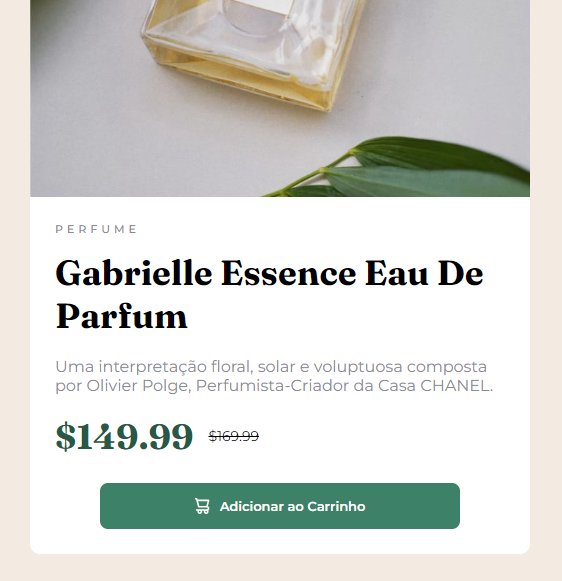 PERFUME
Gabrielle Essence Eau De
Parfum
Uma interpretação floral, solar e voluptuosa composta
por Olivier Polge, Perfumista-Criador da Casa CHANEL.
$149.99 $169.99
Adicionar ao Carrinho